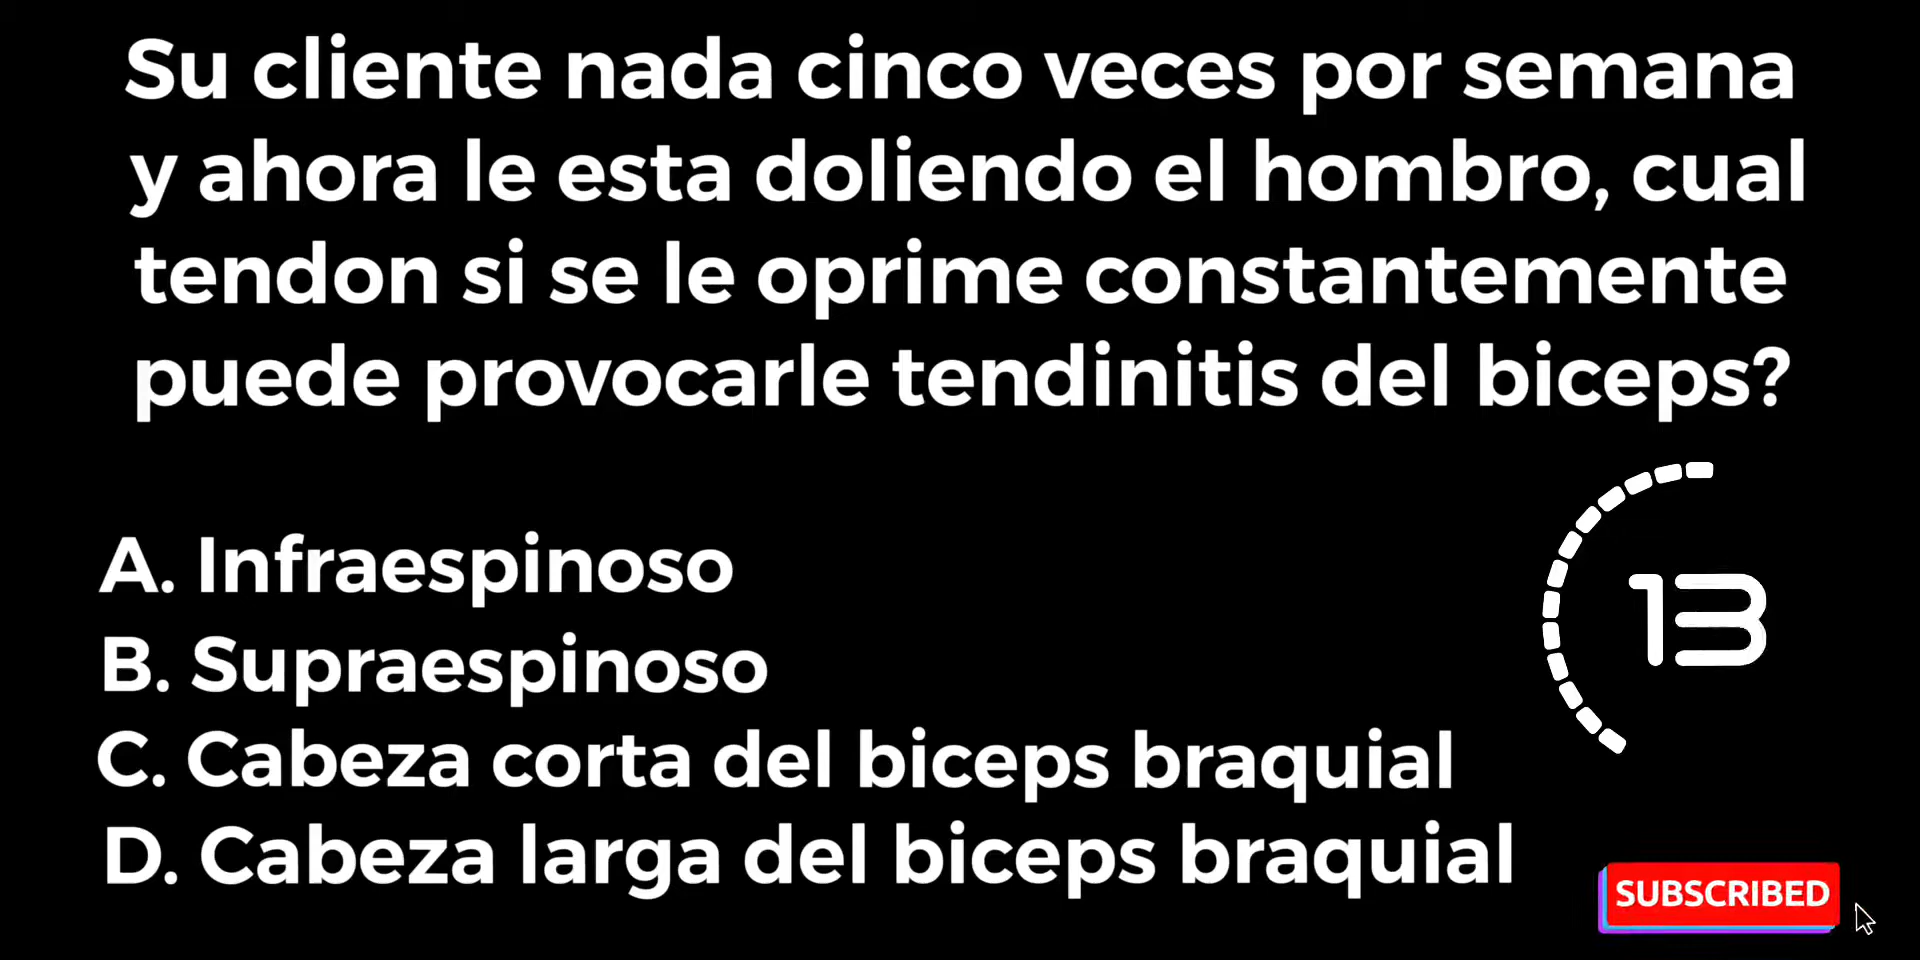 Su cliente nada cinco veces por semana
y ahora le esta doliendo el hombro, cual
tendon si se le oprime constantemente
puede provocarle tendinitis del biceps?
A. Infraespinoso
B. Supraespinoso
C. Cabeza corta del biceps braquial
D. Cabeza larga del biceps braquial
13
SUBSCRIBED